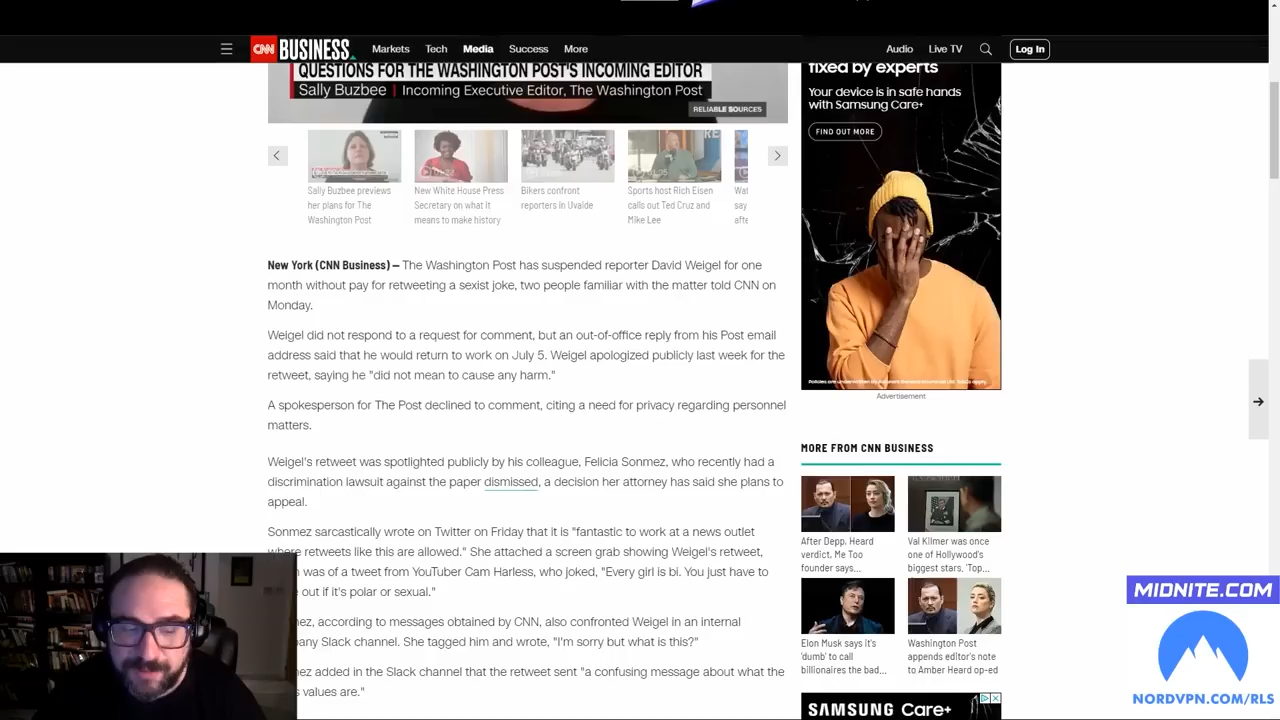 CNN BUSINESS
Markets
Tech
Media
Success
More
Audio
Live TV
Log In
QUESTIONS FOR THE WASHINGTON POST'S INCOMING EDITOR
Sally Buzbee | Incoming Executive Editor, The Washington Post
RELIABLE SOURCES
Sally Buzbee previews
her plans for The
Washington Post
New White House Press
Secretary on what it
means to make history
Bikers confront
reporters in Uvalde
Sports host Rich Eisen
calls out Ted Cruz and
Mike Lee
Wat
say
afte
New York (CNN Business) — The Washington Post has suspended reporter David Weigel for one
month without pay for retweeting a sexist joke, two people familiar with the matter told CNN on
Monday.
Weigel did not respond to a request for comment, but an out-of-office reply from his Post email
address said that he would return to work on July 5. Weigel apologized publicly last week for the
retweet, saying he "did not mean to cause any harm."
A spokesperson for The Post declined to comment, citing a need for privacy regarding personnel
matters.
Weigel's retweet was spotlighted publicly by his colleague, Felicia Sonmez, who recently had a
discrimination lawsuit against the paper dismissed, a decision her attorney has said she plans to
appeal.
Sonmez sarcastically wrote on Twitter on Friday that it is "fantastic to work at a news outlet
where retweets like this are allowed." She attached a screen grab showing Weigel's retweet,
was of a tweet from YouTuber Cam Harless, who joked, "Every girl is bi. You just have to
out if it's polar or sexual."
ez, according to messages obtained by CNN, also confronted Weigel in an internal
any Slack channel. She tagged him and wrote, "I'm sorry but what is this?"
ez added in the Slack channel that the retweet sent "a confusing message about what the
values are."
fixed by experts
Your device is in safe hands
with Samsung Care+
FIND OUT MORE
Advertisement
MORE FROM CNN BUSINESS
After Depp, Heard
verdict, Me Too
founder says...
Val Kilmer was once
one of Hollywood's
biggest stars. 'Top...
Elon Musk says it's
'dumb' to call
billionaires the bad...
Washington Post
appends editor's note
to Amber Heard op-ed
SAMSUNG Care+
MIDNITE.COM
NORDVPN.COM/RLS